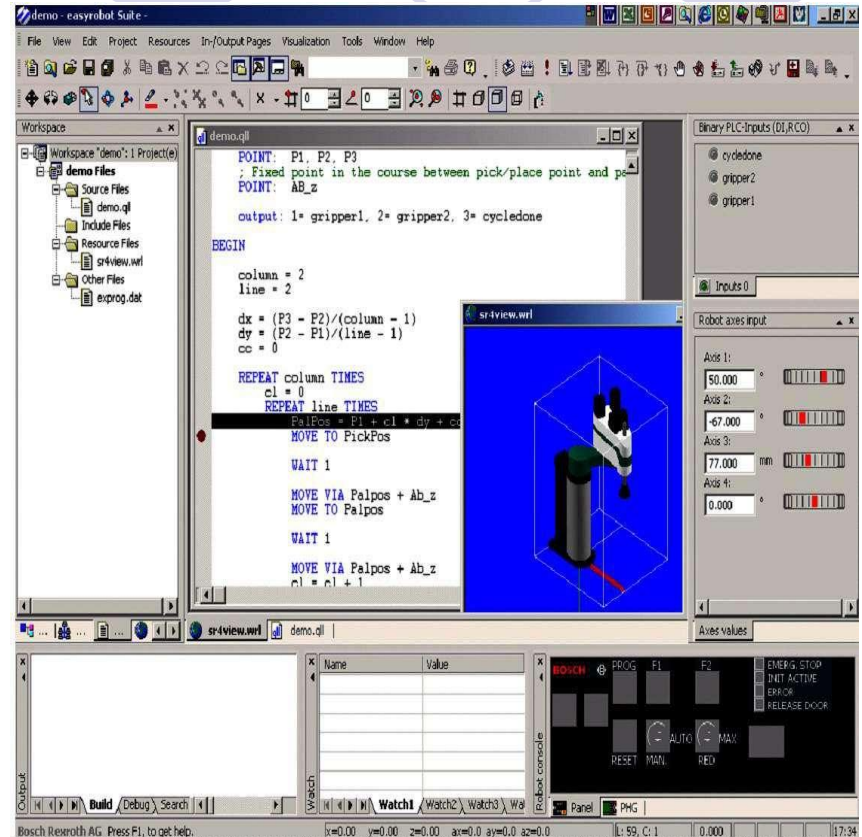 demo - easyrobot Suite -
File View Edit Project Resources In-/Output Pages Visualization Tools Window Help
0 0
Workspace
Workspace "demo": 1 Project(e)
demo Files
Source Files
demo.qll
Include Files
Resource Files
sr4view.wrl
Other Files
exprog.dat
demo.qll
POINT: P1, P2, P3
; Fixed point in the course between pick/place point and pa
POINT: AB_z
output: 1= gripper1, 2= gripper2, 3= cycledone
BEGIN
column = 2
line = 2
dx = (P3 - P2)/(column - 1)
dy = (P2 - P1)/(line - 1)
cc = 0
REPEAT column TIMES
cl = 0
REPEAT line TIMES
PalPos = P1 + cl * dy + cc
MOVE TO PickPos
WAIT 1
MOVE VIA Palpos + Ab_z
MOVE TO Palpos
WAIT 1
MOVE VIA Palpos + Ab_z
cl = cl + 1
sr4view.wrl
Binary PLC-Inputs (DI,RCO)
cycledone
gripper2
gripper1
Inputs 0
Robot axes input
Axis 1:
50.000 °
Axis 2:
-67.000 °
Axis 3:
77.000 mm
Axis 4:
0.000 °
Axes values
sr4view.wrl demo.qll
Output
Build Debug Search
Watch
Name Value
Watch1 Watch2 Watch3 Wa
Robot console
BOSCH PROG F1 F2
EMERG. STOP
INIT ACTIVE
ERROR
RELEASE DOOR
AUTO MAX
RESET MAN. RED
Panel PHG
Bosch Rexroth AG Press F1, to get help. x=0.00 y=0.00 z=0.00 ax=0.0 ay=0.0 az=0.0 L: 59, C: 1 0.000 17:34